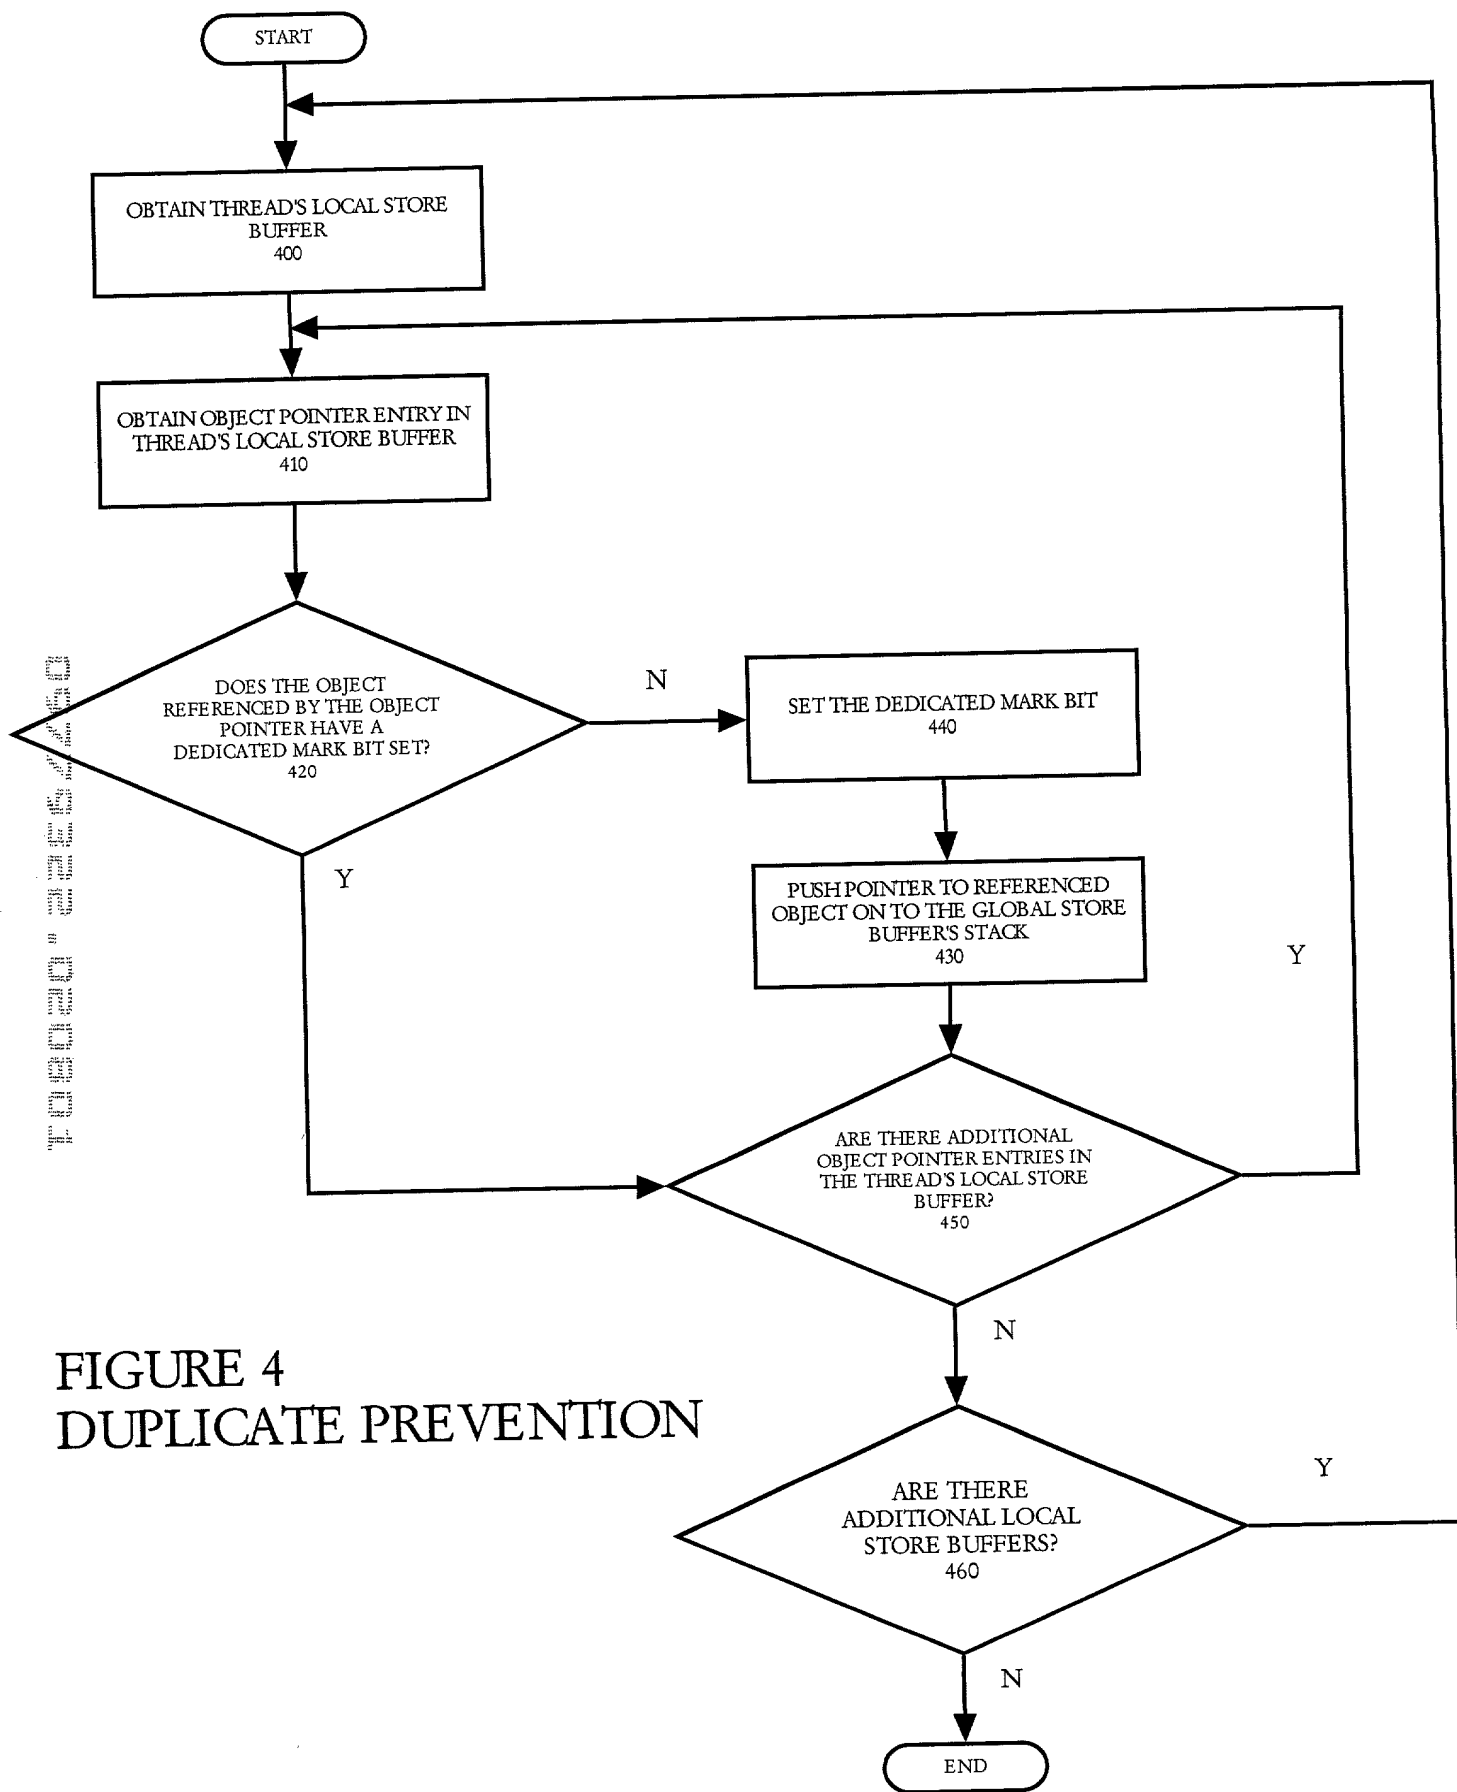 START
OBTAIN THREAD'S LOCAL STORE
BUFFER
400
OBTAIN OBJECT POINTER ENTRY IN
THREAD'S LOCAL STORE BUFFER
410
DOES THE OBJECT
REFERENCED BY THE OBJECT
POINTER HAVE A
DEDICATED MARK BIT SET?
420
N
SET THE DEDICATED MARK BIT
440
Y
PUSH POINTER TO REFERENCED
OBJECT ON TO THE GLOBAL STORE
BUFFER'S STACK
430
Y
ARE THERE ADDITIONAL
OBJECT POINTER ENTRIES IN
THE THREAD'S LOCAL STORE
BUFFER?
450
N
FIGURE 4
DUPLICATE PREVENTION
ARE THERE
ADDITIONAL LOCAL
STORE BUFFERS?
460
Y
N
END